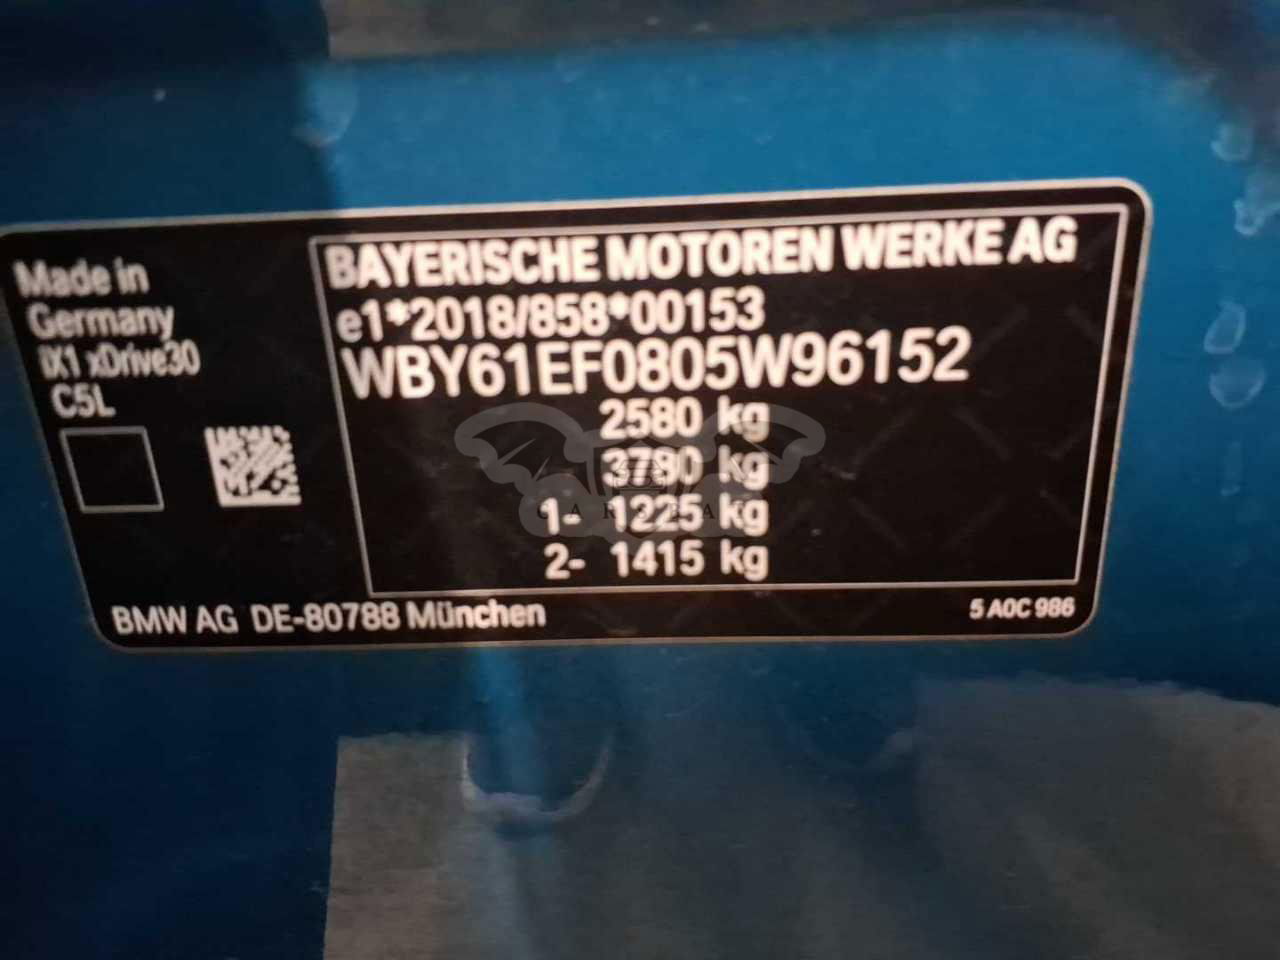 Made in
Germany
iX1 xDrive30
C5L
BAYERISCHE MOTOREN WERKE AG
e1*2018/858*00153
WBY61EF0805W96152
2580 kg
3780 kg
1- 1225 kg
2- 1415 kg
BMW AG DE-80788 München
5 A0C 986